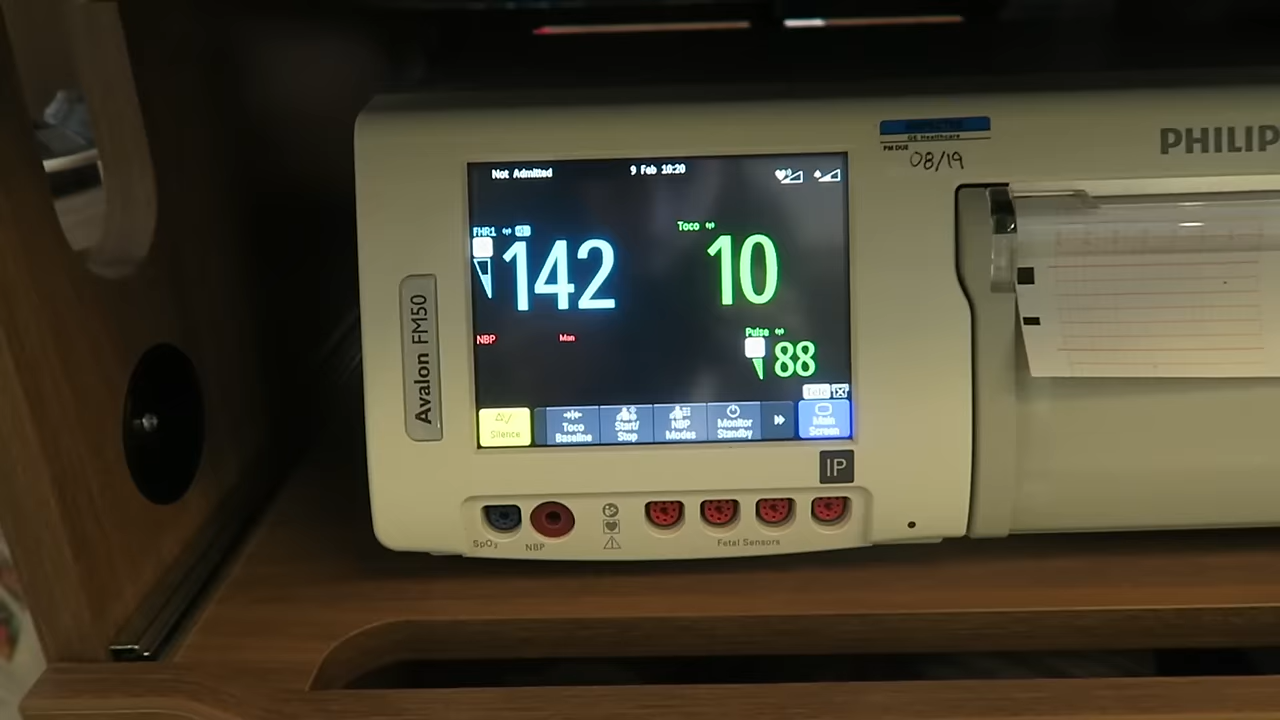 GE Healthcare
PM DUE
08/19
PHILIP
Not Admitted
9 Feb 10:20
FHR1
142
Toco
10
NBP
Man
Pulse
88
Tele
Silence
Toco
Baseline
Start/
Stop
NBP
Modes
Monitor
Standby
Main
Screen
Avalon FM50
IP
SpO₂
NBP
Fetal Sensors